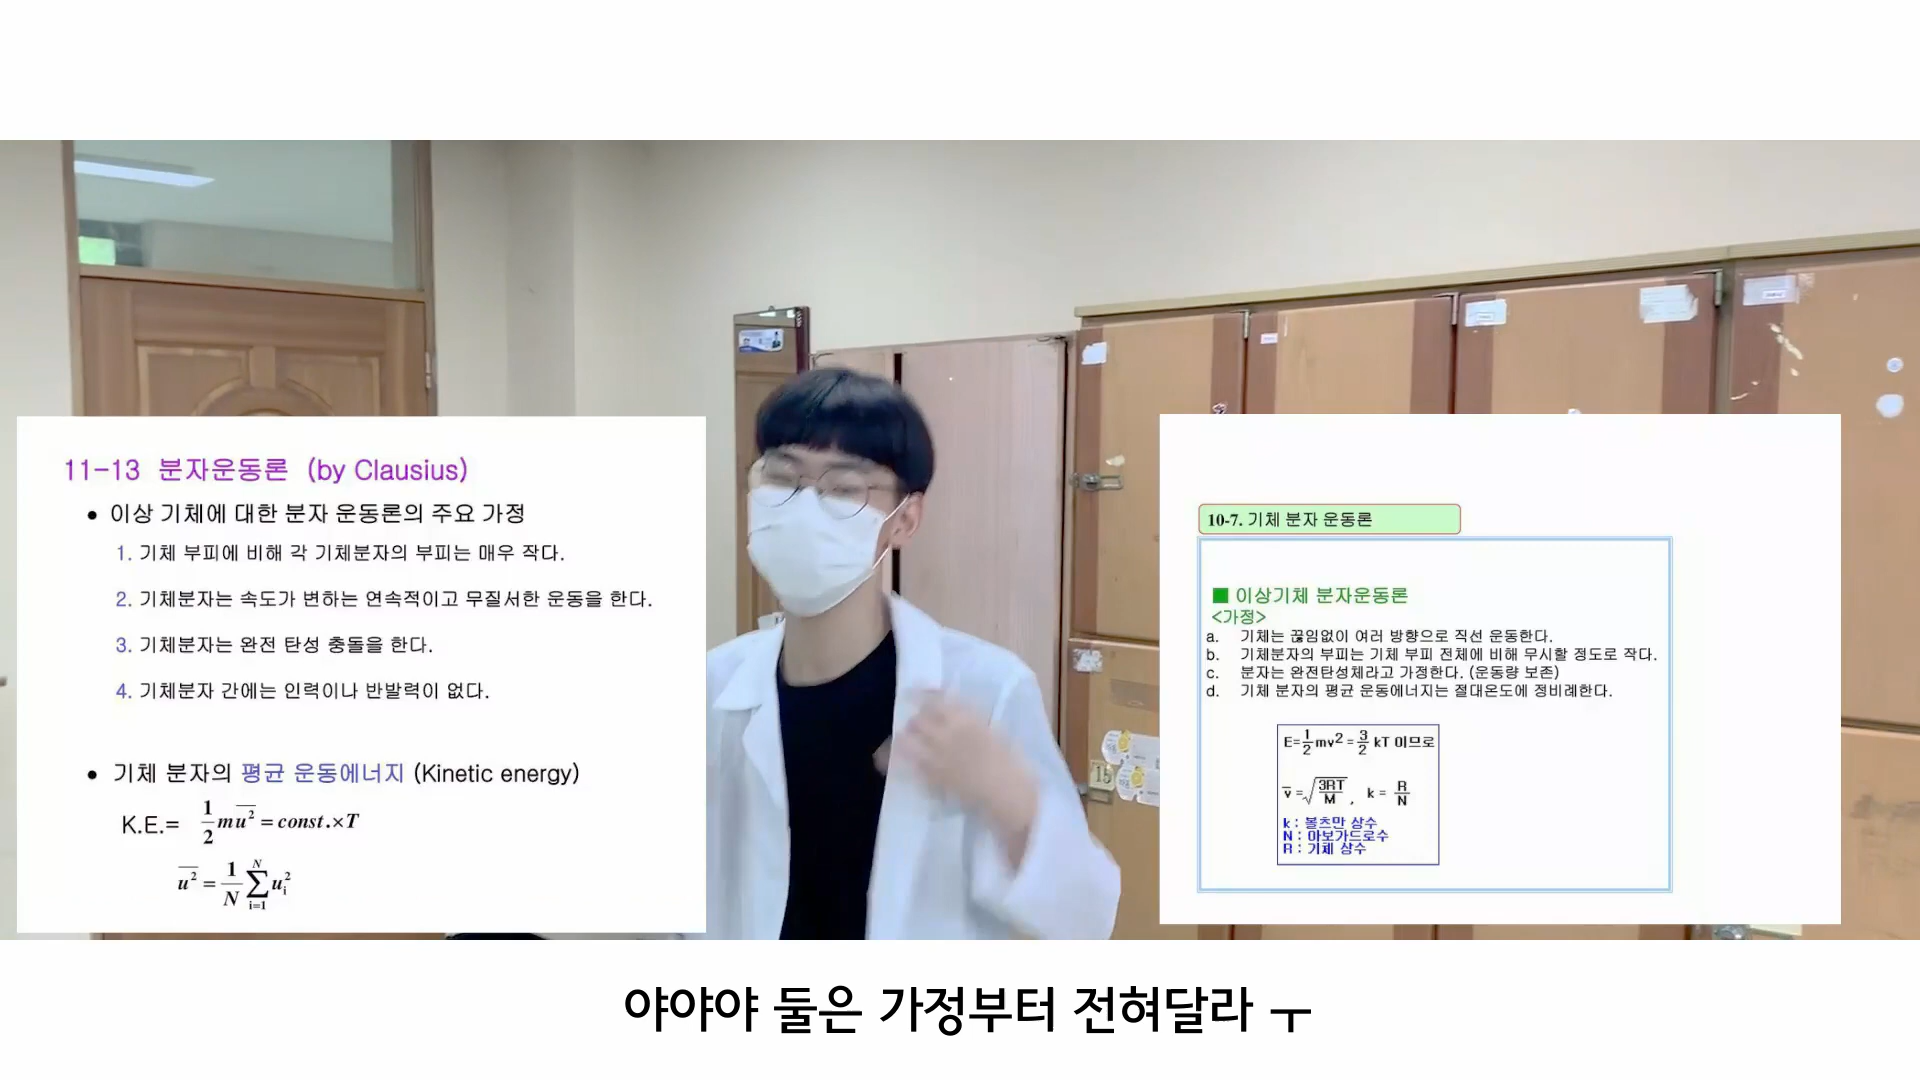 11-13 분자운동론 (by Clausius)
• 이상 기체에 대한 분자 운동론의 주요 가정
1. 기체 부피에 비해 각 기체분자의 부피는 매우 작다.
2. 기체분자는 속도가 변하는 연속적이고 무질서한 운동을 한다.
3. 기체분자는 완전 탄성 충돌을 한다.
4. 기체분자 간에는 인력이나 반발력이 없다.
• 기체 분자의 평균 운동에너지 (Kinetic energy)
K.E.= 1/2 mu̅² = const.×T
u̅² = 1/N ∑ i=1 N uᵢ²
10-7. 기체 분자 운동론
■ 이상기체 분자운동론
<가정>
a. 기체는 끊임없이 여러 방향으로 직선 운동한다.
b. 기체분자의 부피는 기체 부피 전체에 비해 무시할 정도로 작다.
c. 분자는 완전탄성체라고 가정한다. (운동량 보존)
d. 기체 분자의 평균 운동에너지는 절대온도에 정비례한다.
E=1/2 mv² = 3/2 kT 이므로
v̅ = √(3RT/M) , k = R/N
k : 볼츠만 상수
N : 아보가드로수
R : 기체 상수
15
야야야 둘은 가정부터 전혀달라 ㅜ